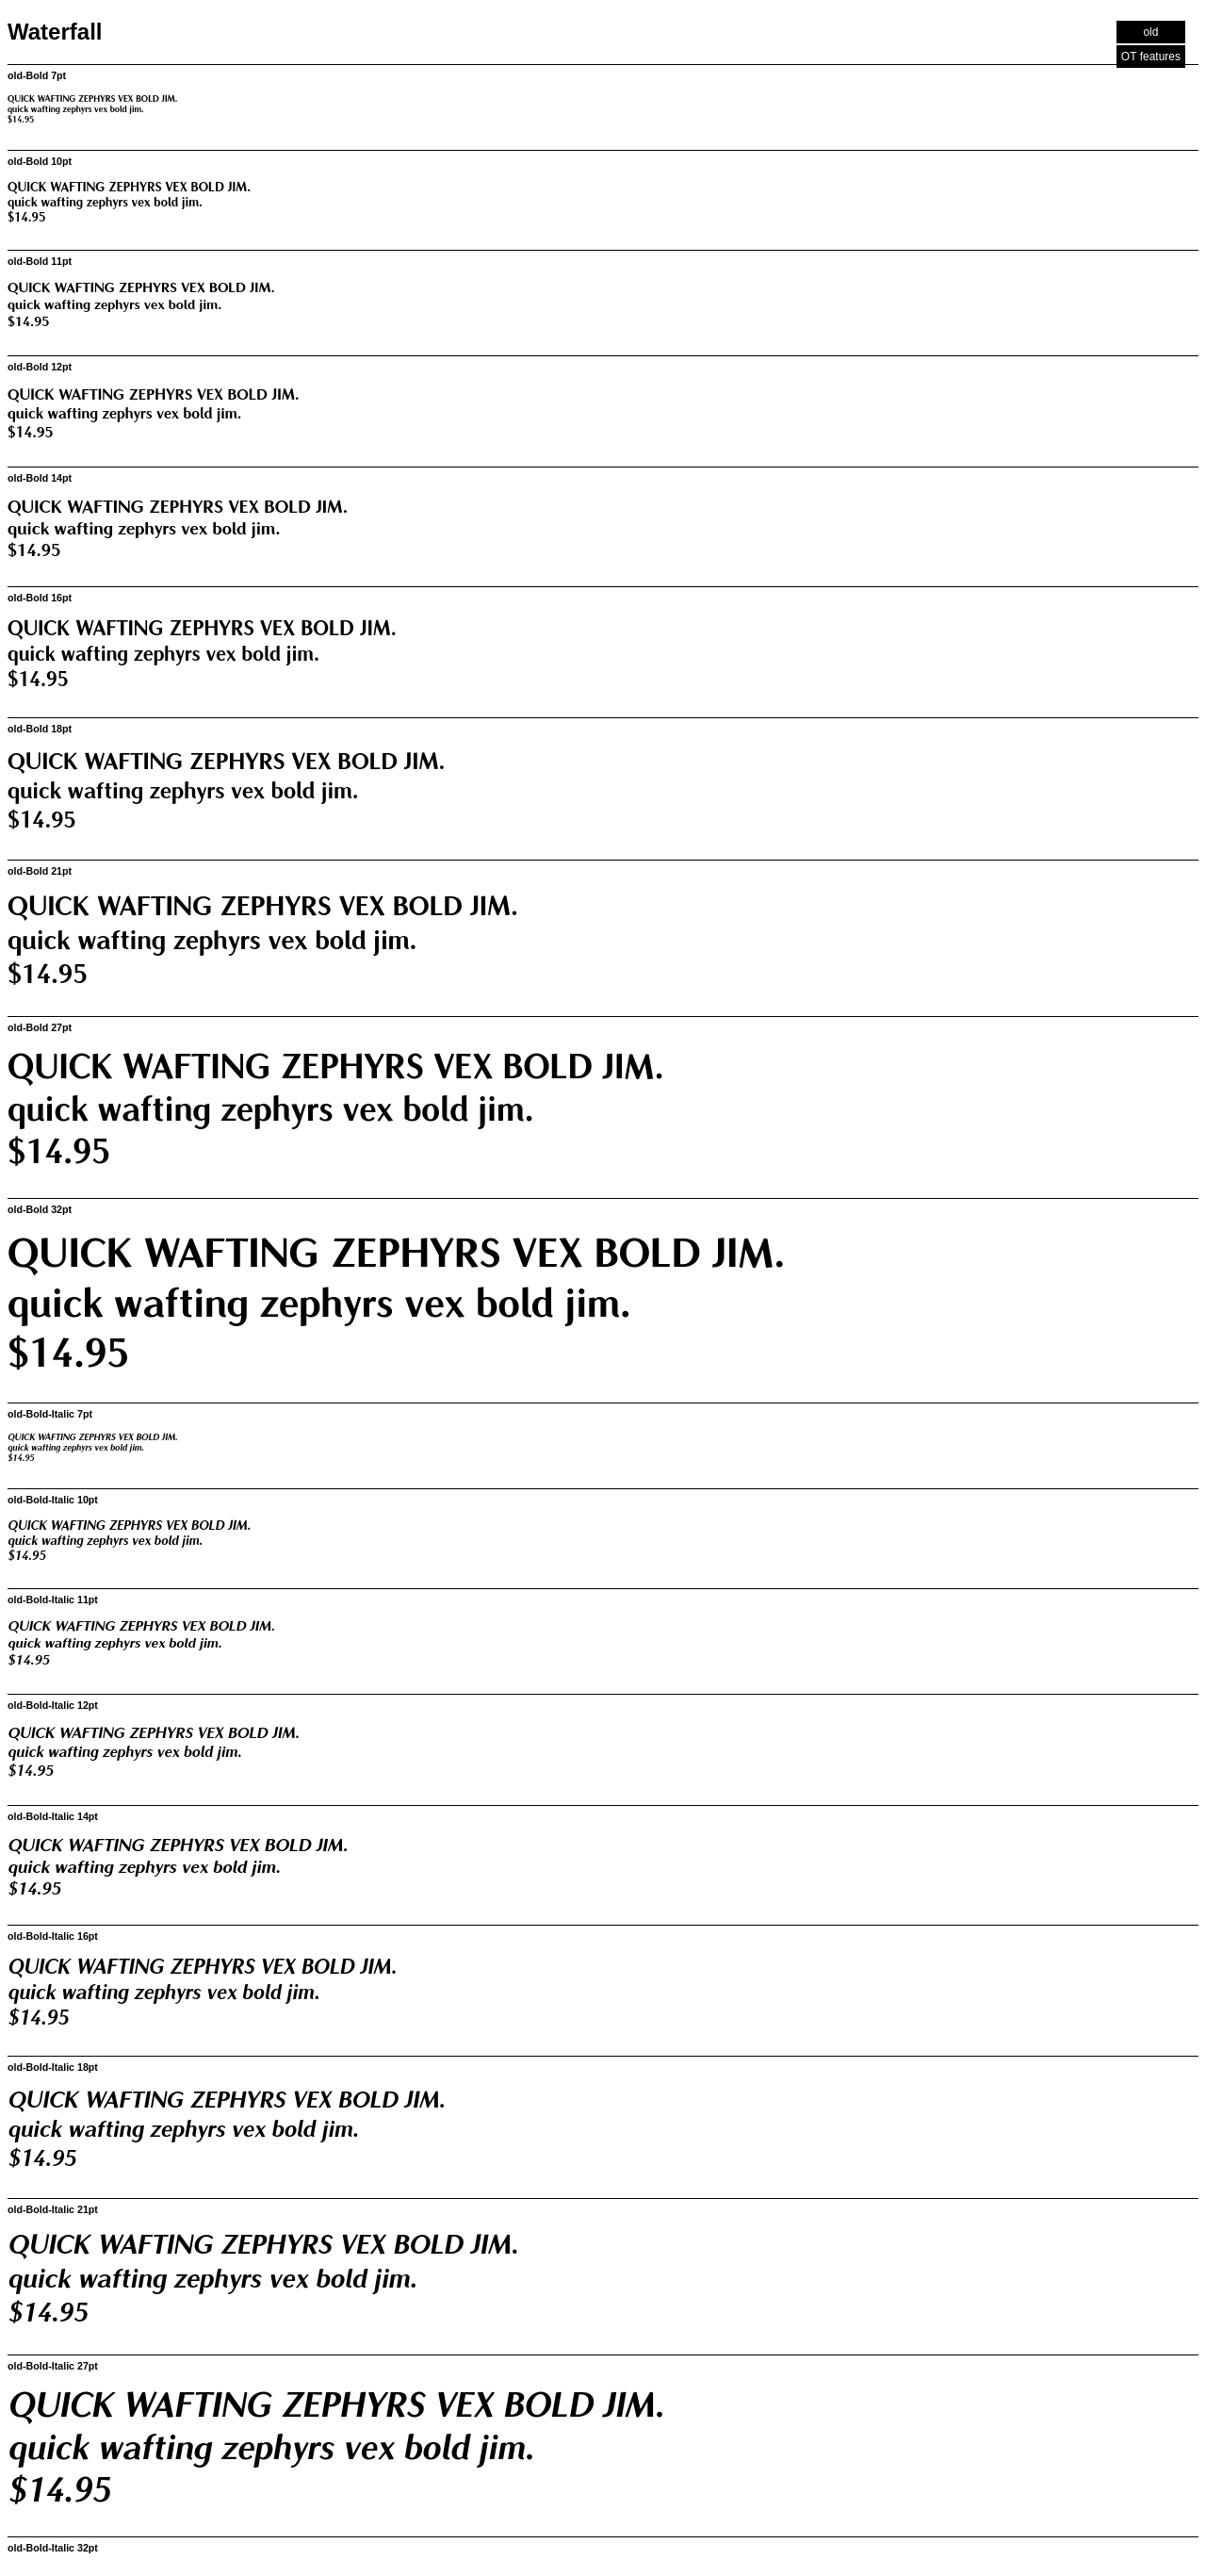 Waterfall
old
OT features
old-Bold 7pt
QUICK WAFTING ZEPHYRS VEX BOLD JIM.
quick wafting zephyrs vex bold jim.
$14.95
old-Bold 10pt
QUICK WAFTING ZEPHYRS VEX BOLD JIM.
quick wafting zephyrs vex bold jim.
$14.95
old-Bold 11pt
QUICK WAFTING ZEPHYRS VEX BOLD JIM.
quick wafting zephyrs vex bold jim.
$14.95
old-Bold 12pt
QUICK WAFTING ZEPHYRS VEX BOLD JIM.
quick wafting zephyrs vex bold jim.
$14.95
old-Bold 14pt
QUICK WAFTING ZEPHYRS VEX BOLD JIM.
quick wafting zephyrs vex bold jim.
$14.95
old-Bold 16pt
QUICK WAFTING ZEPHYRS VEX BOLD JIM.
quick wafting zephyrs vex bold jim.
$14.95
old-Bold 18pt
QUICK WAFTING ZEPHYRS VEX BOLD JIM.
quick wafting zephyrs vex bold jim.
$14.95
old-Bold 21pt
QUICK WAFTING ZEPHYRS VEX BOLD JIM.
quick wafting zephyrs vex bold jim.
$14.95
old-Bold 27pt
QUICK WAFTING ZEPHYRS VEX BOLD JIM.
quick wafting zephyrs vex bold jim.
$14.95
old-Bold 32pt
QUICK WAFTING ZEPHYRS VEX BOLD JIM.
quick wafting zephyrs vex bold jim.
$14.95
old-Bold-Italic 7pt
QUICK WAFTING ZEPHYRS VEX BOLD JIM.
quick wafting zephyrs vex bold jim.
$14.95
old-Bold-Italic 10pt
QUICK WAFTING ZEPHYRS VEX BOLD JIM.
quick wafting zephyrs vex bold jim.
$14.95
old-Bold-Italic 11pt
QUICK WAFTING ZEPHYRS VEX BOLD JIM.
quick wafting zephyrs vex bold jim.
$14.95
old-Bold-Italic 12pt
QUICK WAFTING ZEPHYRS VEX BOLD JIM.
quick wafting zephyrs vex bold jim.
$14.95
old-Bold-Italic 14pt
QUICK WAFTING ZEPHYRS VEX BOLD JIM.
quick wafting zephyrs vex bold jim.
$14.95
old-Bold-Italic 16pt
QUICK WAFTING ZEPHYRS VEX BOLD JIM.
quick wafting zephyrs vex bold jim.
$14.95
old-Bold-Italic 18pt
QUICK WAFTING ZEPHYRS VEX BOLD JIM.
quick wafting zephyrs vex bold jim.
$14.95
old-Bold-Italic 21pt
QUICK WAFTING ZEPHYRS VEX BOLD JIM.
quick wafting zephyrs vex bold jim.
$14.95
old-Bold-Italic 27pt
QUICK WAFTING ZEPHYRS VEX BOLD JIM.
quick wafting zephyrs vex bold jim.
$14.95
old-Bold-Italic 32pt